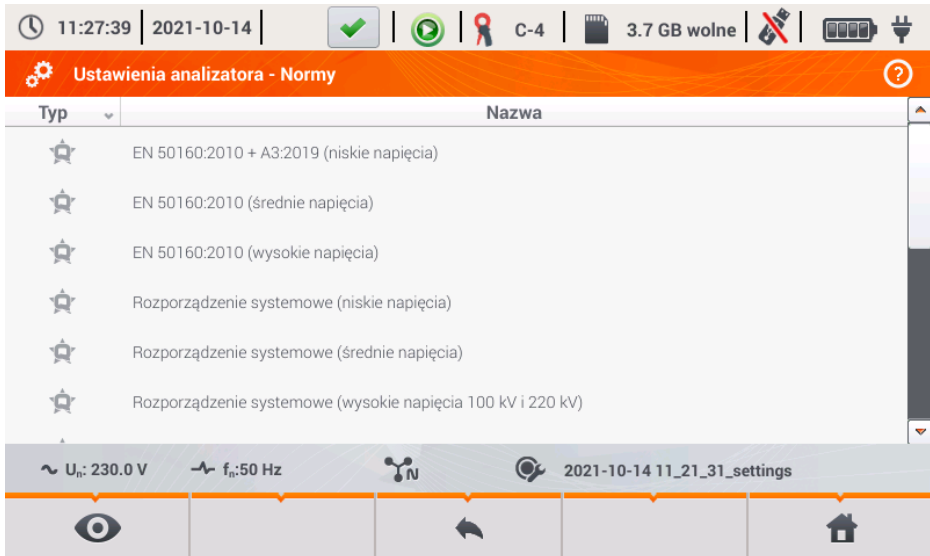 11:27:39 2021-10-14 C-4 3.7 GB wolne
Ustawienia analizatora - Normy ?
Typ Nazwa
EN 50160:2010 + A3:2019 (niskie napięcia)
EN 50160:2010 (średnie napięcia)
EN 50160:2010 (wysokie napięcia)
Rozporządzenie systemowe (niskie napięcia)
Rozporządzenie systemowe (średnie napięcia)
Rozporządzenie systemowe (wysokie napięcia 100 kV i 220 kV)
Un: 230.0 V fn:50 Hz N 2021-10-14 11_21_31_settings